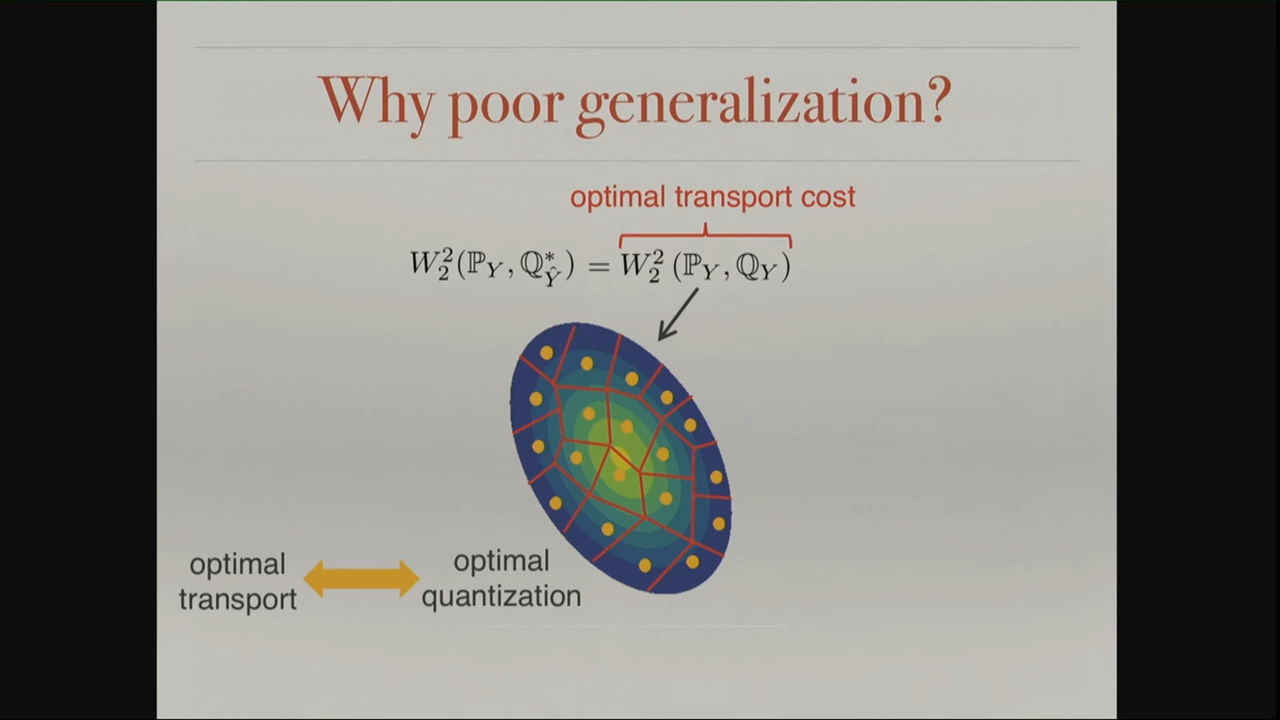 Why poor generalization?
optimal transport cost
W_2^2(ℙ_Y, ℚ^*_Ŷ) = W_2^2 (ℙ_Y, ℚ_Y)
optimal
transport
optimal
quantization